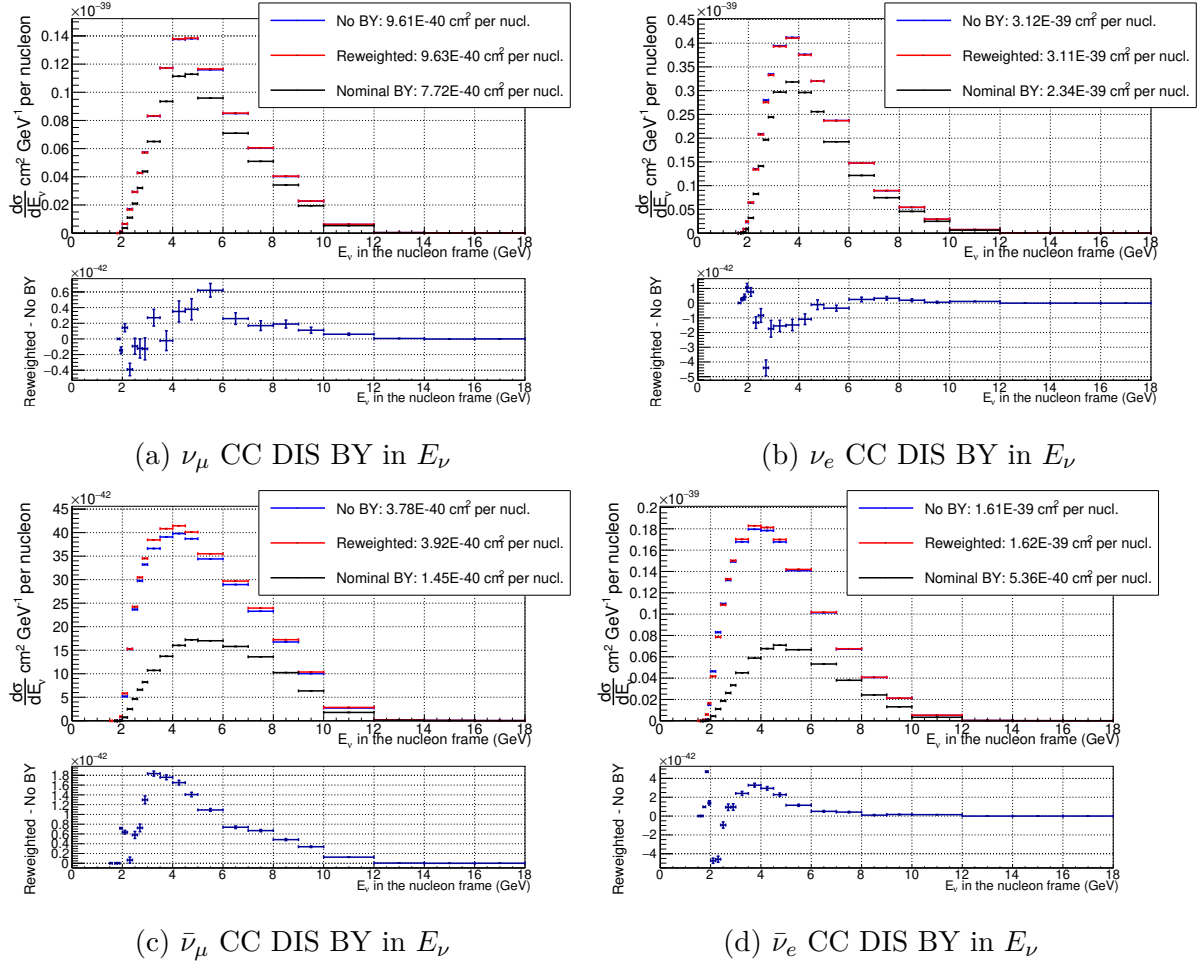 ×10⁻³⁹
No BY: 9.61E-40 cm² per nucl.
Reweighted: 9.63E-40 cm² per nucl.
Nominal BY: 7.72E-40 cm² per nucl.
dσ/dEν cm² GeV⁻¹ per nucleon
0.14
0.12
0.1
0.08
0.06
0.04
0.02
0
0 2 4 6 8 10 12 14 16 18
Eν in the nucleon frame (GeV)
×10⁻⁴²
Reweighted - No BY
0.6
0.4
0.2
0
−0.2
−0.4
0 2 4 6 8 10 12 14 16 18
Eν in the nucleon frame (GeV)
(a) νμ CC DIS BY in Eν
×10⁻³⁹
No BY: 3.12E-39 cm² per nucl.
Reweighted: 3.11E-39 cm² per nucl.
Nominal BY: 2.34E-39 cm² per nucl.
dσ/dEν cm² GeV⁻¹ per nucleon
0.45
0.4
0.35
0.3
0.25
0.2
0.15
0.1
0.05
0
0 2 4 6 8 10 12 14 16 18
Eν in the nucleon frame (GeV)
×10⁻⁴²
Reweighted - No BY
1
0
−1
−2
−3
−4
−5
0 2 4 6 8 10 12 14 16 18
Eν in the nucleon frame (GeV)
(b) νe CC DIS BY in Eν
×10⁻⁴²
No BY: 3.78E-40 cm² per nucl.
Reweighted: 3.92E-40 cm² per nucl.
Nominal BY: 1.45E-40 cm² per nucl.
dσ/dEν cm² GeV⁻¹ per nucleon
45
40
35
30
25
20
15
10
5
0
0 2 4 6 8 10 12 14 16 18
Eν in the nucleon frame (GeV)
×10⁻⁴²
Reweighted - No BY
1.8
1.6
1.4
1.2
1
0.8
0.6
0.4
0.2
0
0 2 4 6 8 10 12 14 16 18
Eν in the nucleon frame (GeV)
(c) ν̄μ CC DIS BY in Eν
×10⁻³⁹
No BY: 1.61E-39 cm² per nucl.
Reweighted: 1.62E-39 cm² per nucl.
Nominal BY: 5.36E-40 cm² per nucl.
dσ/dEν cm² GeV⁻¹ per nucleon
0.2
0.18
0.16
0.14
0.12
0.1
0.08
0.06
0.04
0.02
0
0 2 4 6 8 10 12 14 16 18
Eν in the nucleon frame (GeV)
×10⁻⁴²
Reweighted - No BY
4
2
0
−2
−4
0 2 4 6 8 10 12 14 16 18
Eν in the nucleon frame (GeV)
(d) ν̄e CC DIS BY in Eν